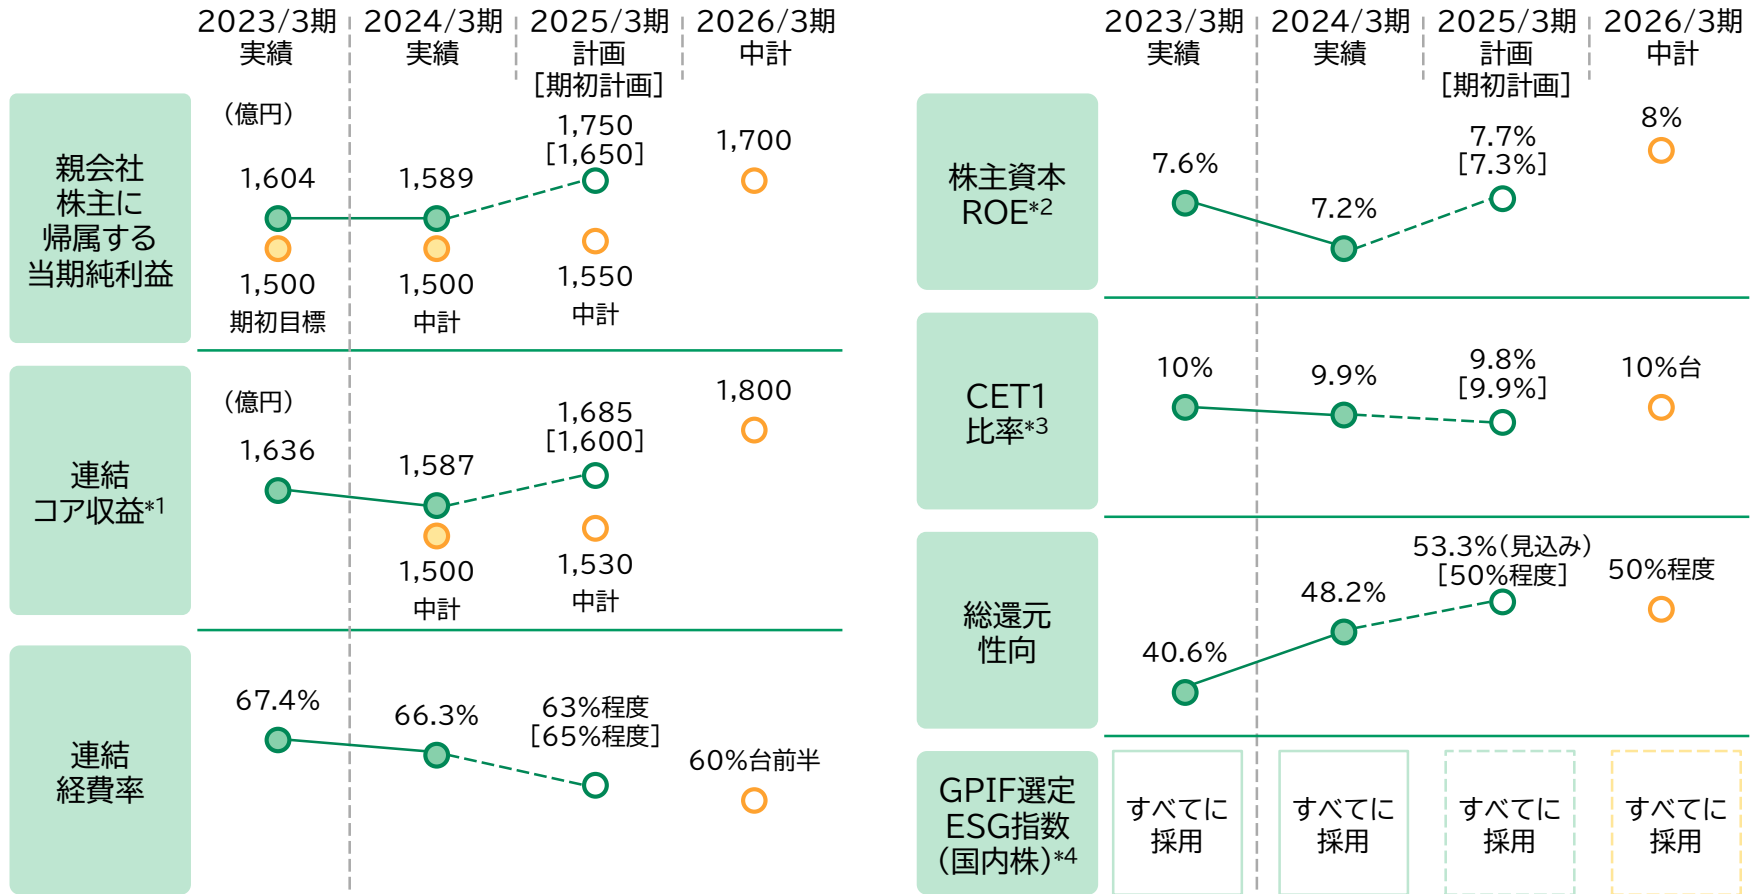 2023/3期
実績
2024/3期
実績
2025/3期
計画
[期初計画]
2026/3期
中計
親会社
株主に
帰属する
当期純利益
(億円)
1,604
1,500
期初目標
1,589
1,500
中計
1,750
[1,650]
1,550
中計
1,700
連結
コア収益*1
(億円)
1,636
1,587
1,500
中計
1,685
[1,600]
1,530
中計
1,800
連結
経費率
67.4%
66.3%
63%程度
[65%程度]
60%台前半
2023/3期
実績
2024/3期
実績
2025/3期
計画
[期初計画]
2026/3期
中計
株主資本
ROE*2
7.6%
7.2%
7.7%
[7.3%]
8%
CET1
比率*3
10%
9.9%
9.8%
[9.9%]
10%台
総還元
性向
40.6%
48.2%
53.3%(見込み)
[50%程度]
50%程度
GPIF選定
ESG指数
(国内株)*4
すべてに
採用
すべてに
採用
すべてに
採用
すべてに
採用